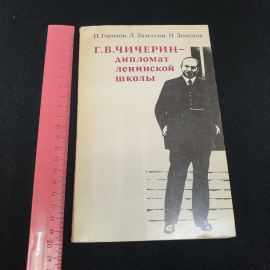 И. Горохов, Л. Замятин, И. Земсков
Г. В. ЧИЧЕРИН—
дипломат
ленинской
школы